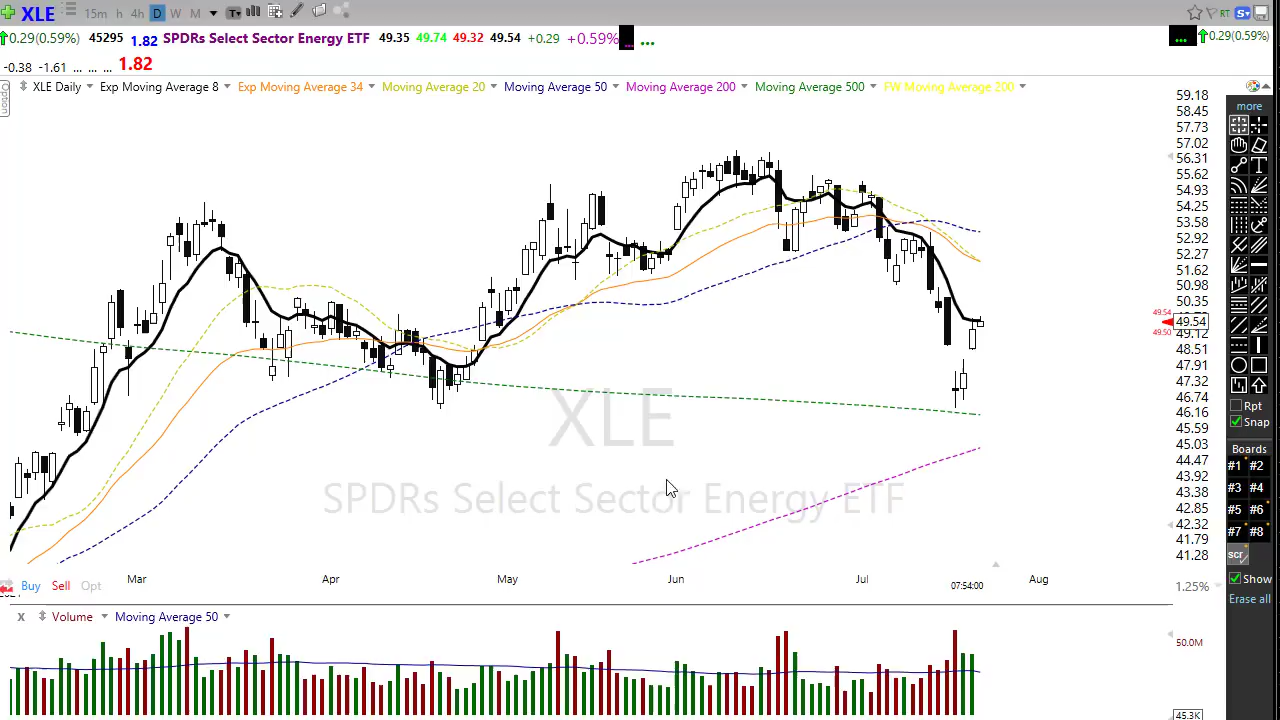 XLE 15m h 4h D W M T RT S
0.29(0.59%) 45295 1.82 SPDRs Select Sector Energy ETF 49.35 49.74 49.32 49.54 +0.29 +0.59% ... ... ... 0.29(0.59%)
-0.38 -1.61 ... ... ... 1.82
Option
XLE Daily Exp Moving Average 8 Exp Moving Average 34 Moving Average 20 Moving Average 50 Moving Average 200 Moving Average 500 FW Moving Average 200
59.18
58.45
57.73
57.02
56.31
55.62
54.93
54.25
53.58
52.92
52.27
51.62
50.98
50.35
49.54
49.54
49.50
49.12
48.51
47.91
47.32
46.74
46.16
45.59
45.03
44.47
43.92
43.38
42.85
42.32
41.79
41.28
XLE
SPDRs Select Sector Energy ETF
Mar Apr May Jun Jul Aug
07:54:00
Buy Sell Opt
1.25%
X Volume Moving Average 50
50.0M
45.3K
more
T
Rpt
Snap
Boards
#1 #2
#3 #4
#5 #6
#7 #8
scr
Show
Erase all